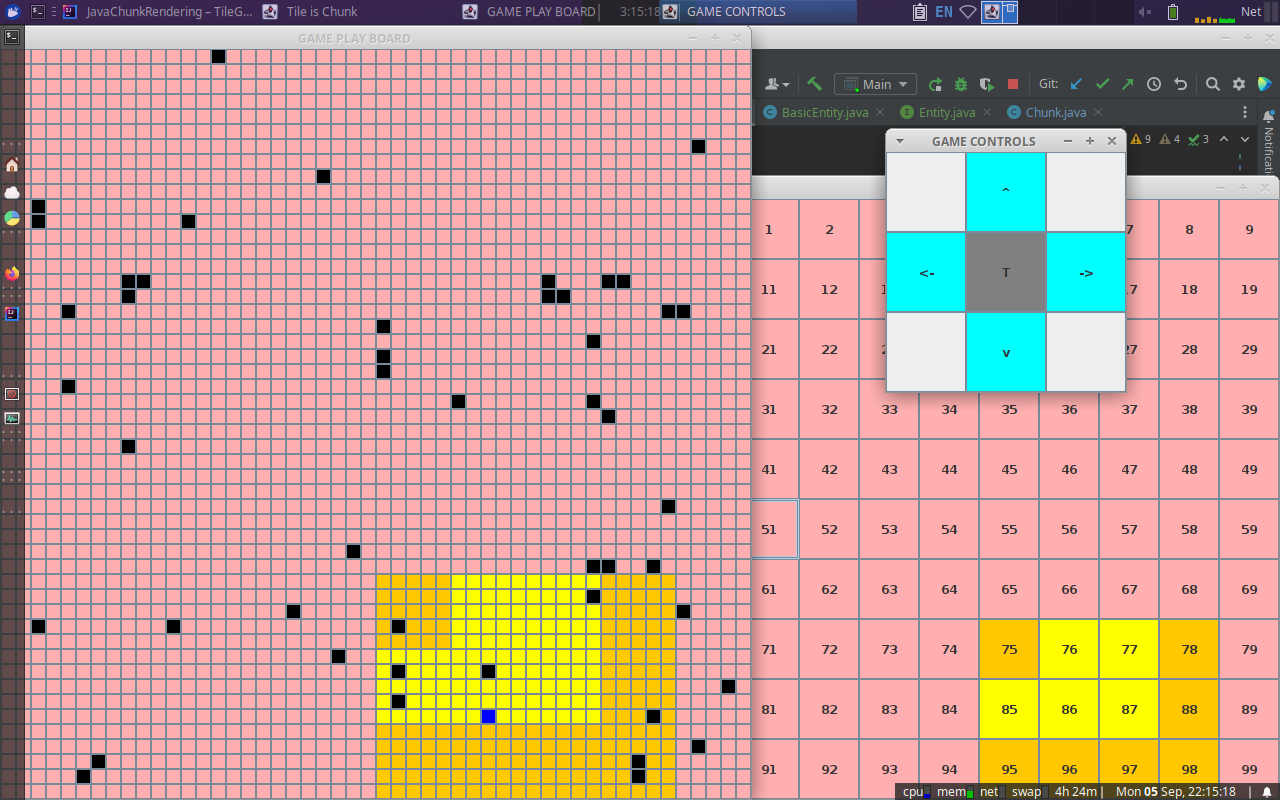 JavaChunkRendering – TileG...
Tile is Chunk
GAME PLAY BOARD
3:15:18
GAME CONTROLS
EN
Net
GAME PLAY BOARD
Main
Git:
BasicEntity.java
Entity.java
Chunk.java
9 4 3
Notificati
GAME CONTROLS
^
<- T ->
v
1 2 7 8 9
11 12 1 17 18 19
21 22 2 27 28 29
31 32 33 34 35 36 37 38 39
41 42 43 44 45 46 47 48 49
51 52 53 54 55 56 57 58 59
61 62 63 64 65 66 67 68 69
71 72 73 74 75 76 77 78 79
81 82 83 84 85 86 87 88 89
91 92 93 94 95 96 97 98 99
cpu mem net swap 4h 24m | Mon 05 Sep, 22:15:18 |